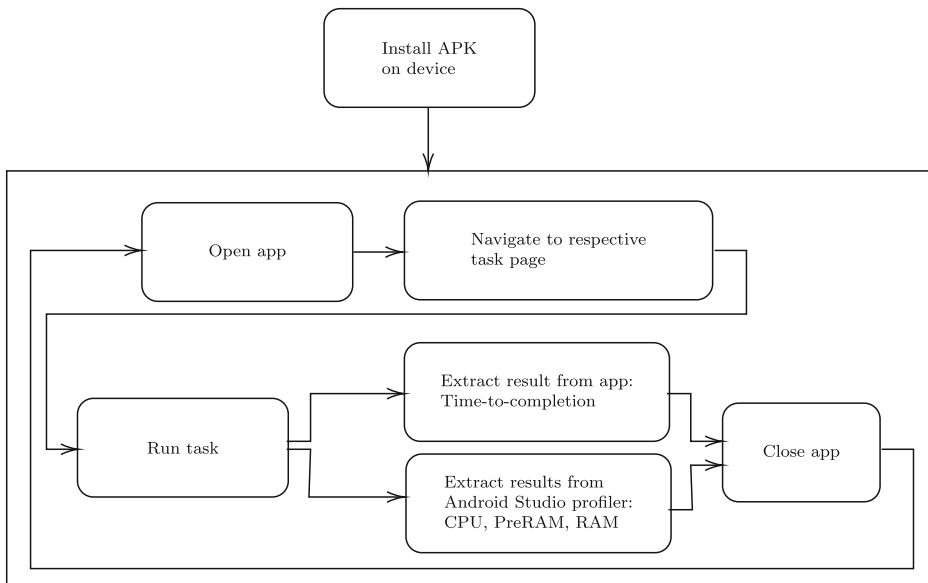 Install APK
on device
Open app
Navigate to respective
task page
Extract result from app:
Time-to-completion
Run task
Close app
Extract results from
Android Studio profiler:
CPU, PreRAM, RAM